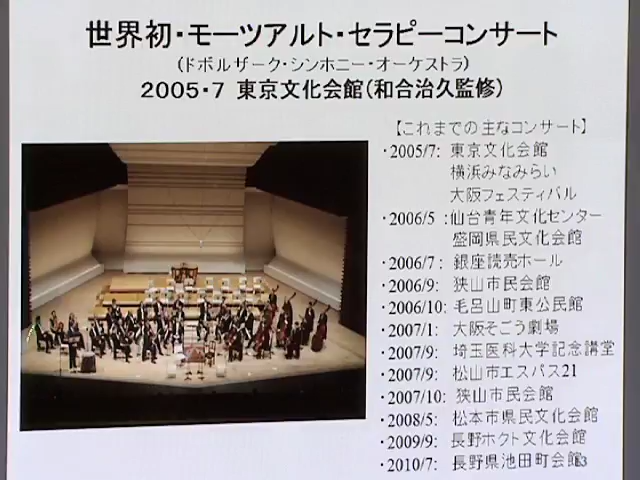 世界初・モーツアルト・セラピーコンサート
(ドボルザーク・シンホニー・オーケストラ)
2005・7 東京文化会館(和合治久監修)
【これまでの主なコンサート】
・2005/7: 東京文化会館
横浜みなみらい
大阪フェスティバル
・2006/5 :仙台青年文化センター
盛岡県民文化会館
・2006/7 : 銀座読売ホール
・2006/9: 狭山市民会館
・2006/10: 毛呂山町東公民館
・2007/1: 大阪そごう劇場
・2007/9: 埼玉医科大学記念講堂
・2007/9: 松山市エスパス21
・2007/10: 狭山市民会館
・2008/5: 松本市県民文化会館
・2009/9: 長野ホクト文化会館
・2010/7: 長野県池田町会館